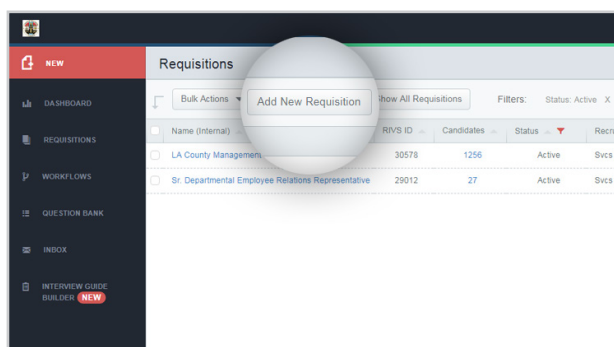 NEW
Requisitions
Bulk Actions
Add New Requisition
Show All Requisitions
Filters: Status: Active X
DASHBOARD
Name (Internal) RIVS ID Candidates Status Recru
REQUISITIONS
LA County Management 30578 1256 Active Svcs
WORKFLOWS
Sr. Departmental Employee Relations Representative 29012 27 Active Svcs
QUESTION BANK
INBOX
INTERVIEW GUIDE
BUILDER NEW